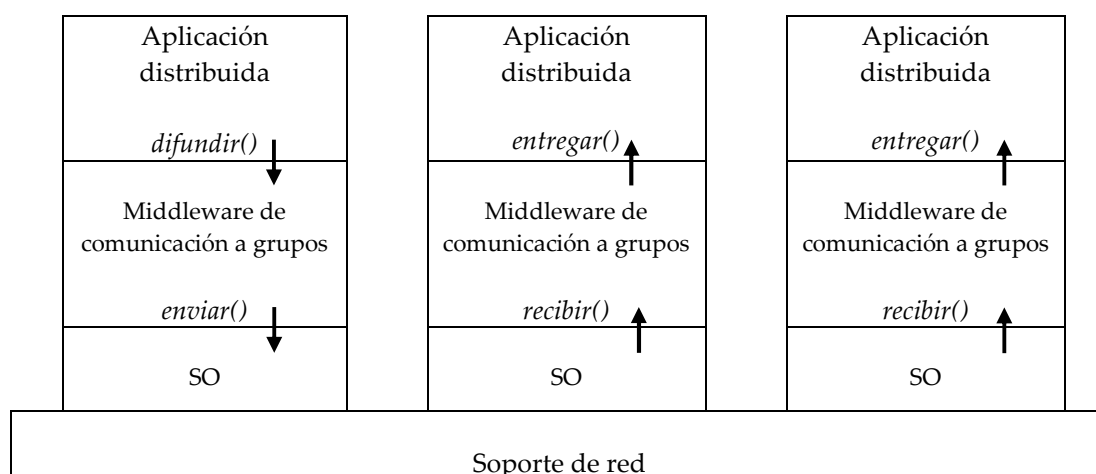 Aplicación
distribuida
difundir()
Middleware de
comunicación a grupos
enviar()
SO
Aplicación
distribuida
entregar()
Middleware de
comunicación a grupos
recibir()
SO
Aplicación
distribuida
entregar()
Middleware de
comunicación a grupos
recibir()
SO
Soporte de red